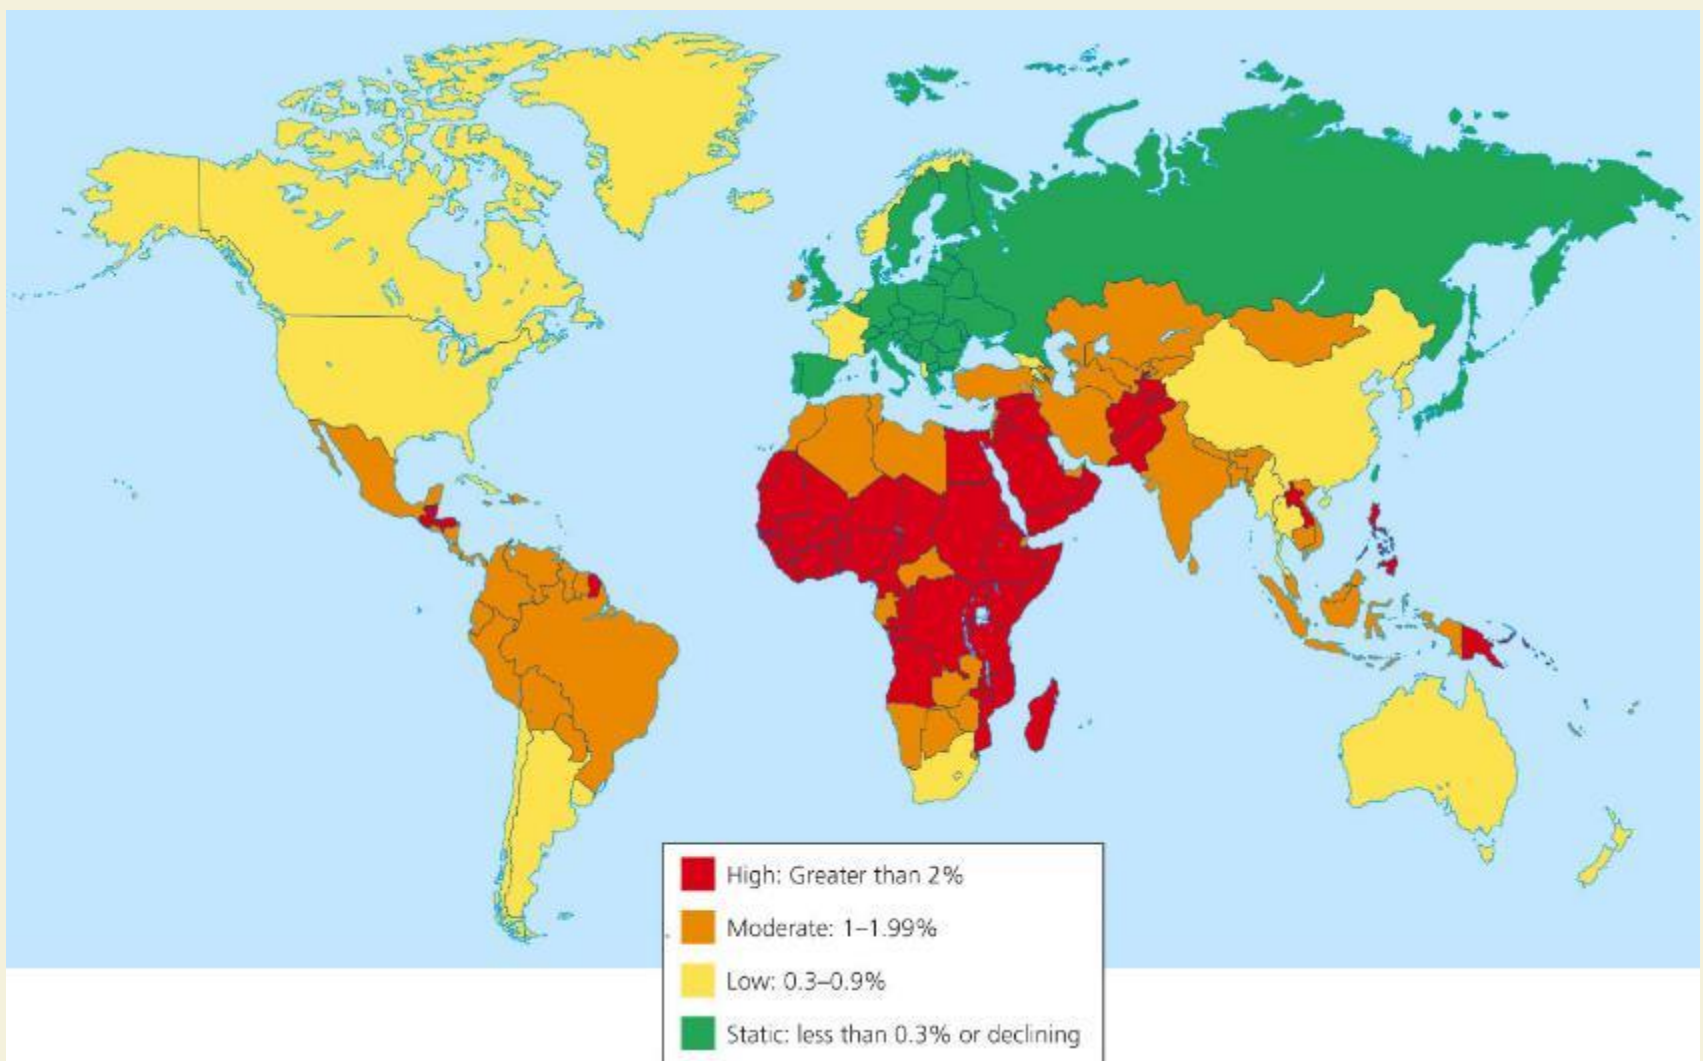 High: Greater than 2%
Moderate: 1–1.99%
Low: 0.3–0.9%
Static: less than 0.3% or declining